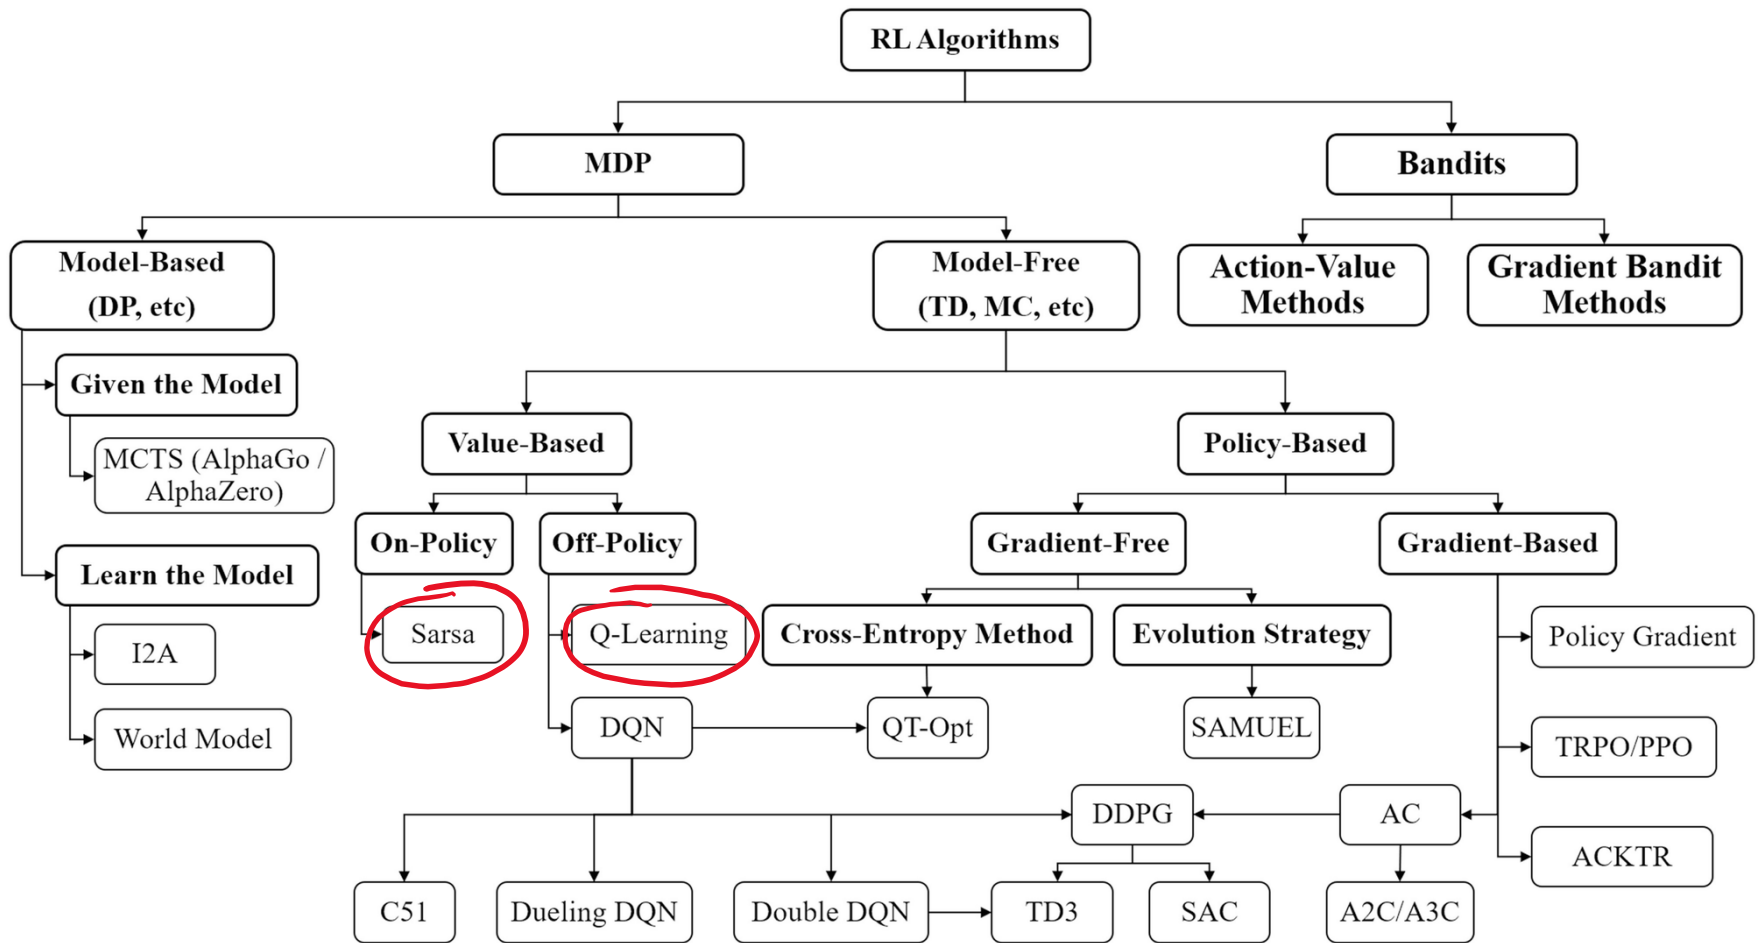 RL Algorithms
MDP
Bandits
Model-Based
(DP, etc)
Model-Free
(TD, MC, etc)
Action-Value
Methods
Gradient Bandit
Methods
Given the Model
MCTS (AlphaGo /
AlphaZero)
Learn the Model
I2A
World Model
Value-Based
Policy-Based
On-Policy
Off-Policy
Gradient-Free
Gradient-Based
Sarsa
Q-Learning
Cross-Entropy Method
Evolution Strategy
Policy Gradient
DQN
QT-Opt
SAMUEL
TRPO/PPO
DDPG
AC
ACKTR
C51
Dueling DQN
Double DQN
TD3
SAC
A2C/A3C